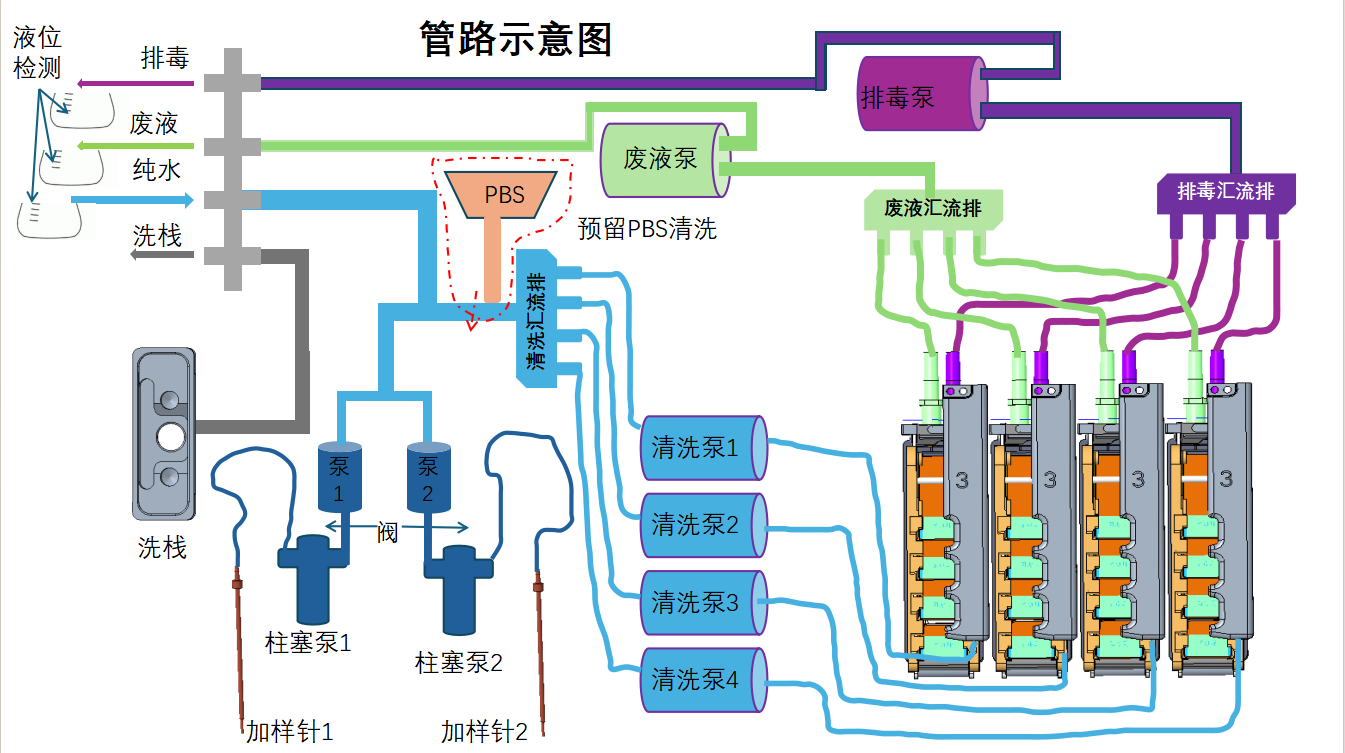 管路示意图
液位
检测
排毒
废液
纯水
洗栈
排毒泵
废液泵
PBS
预留PBS清洗
废液汇流排
排毒汇流排
清洗汇流排
清洗泵1
清洗泵2
清洗泵3
清洗泵4
泵
1
泵
2
阀
洗栈
柱塞泵1
柱塞泵2
加样针1
加样针2
3
3
3
3